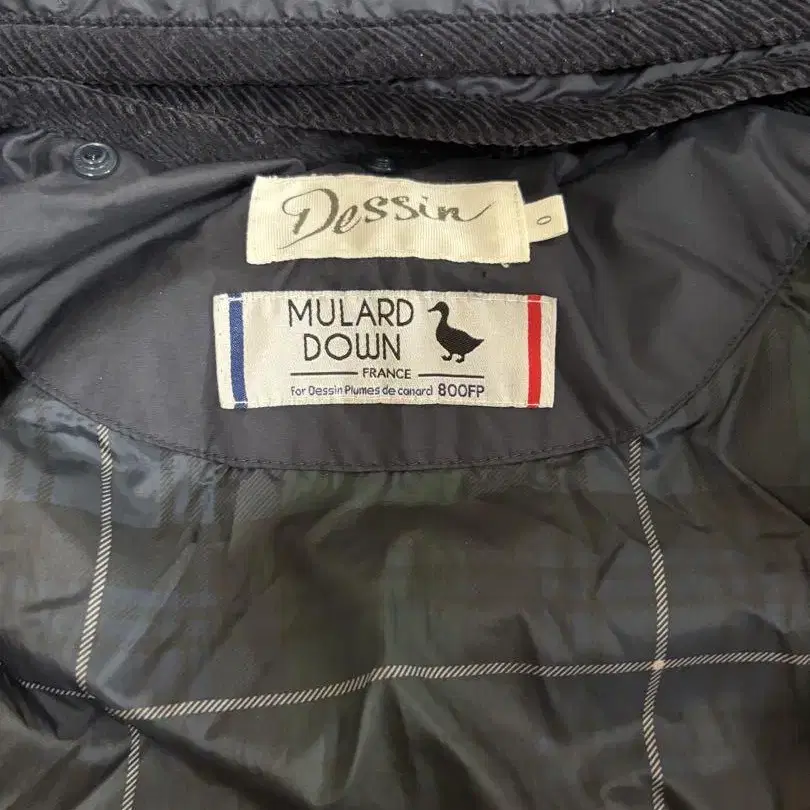 Dessin
0
MULARD
DOWN
FRANCE
for Dessin Plumes de canard 800FP